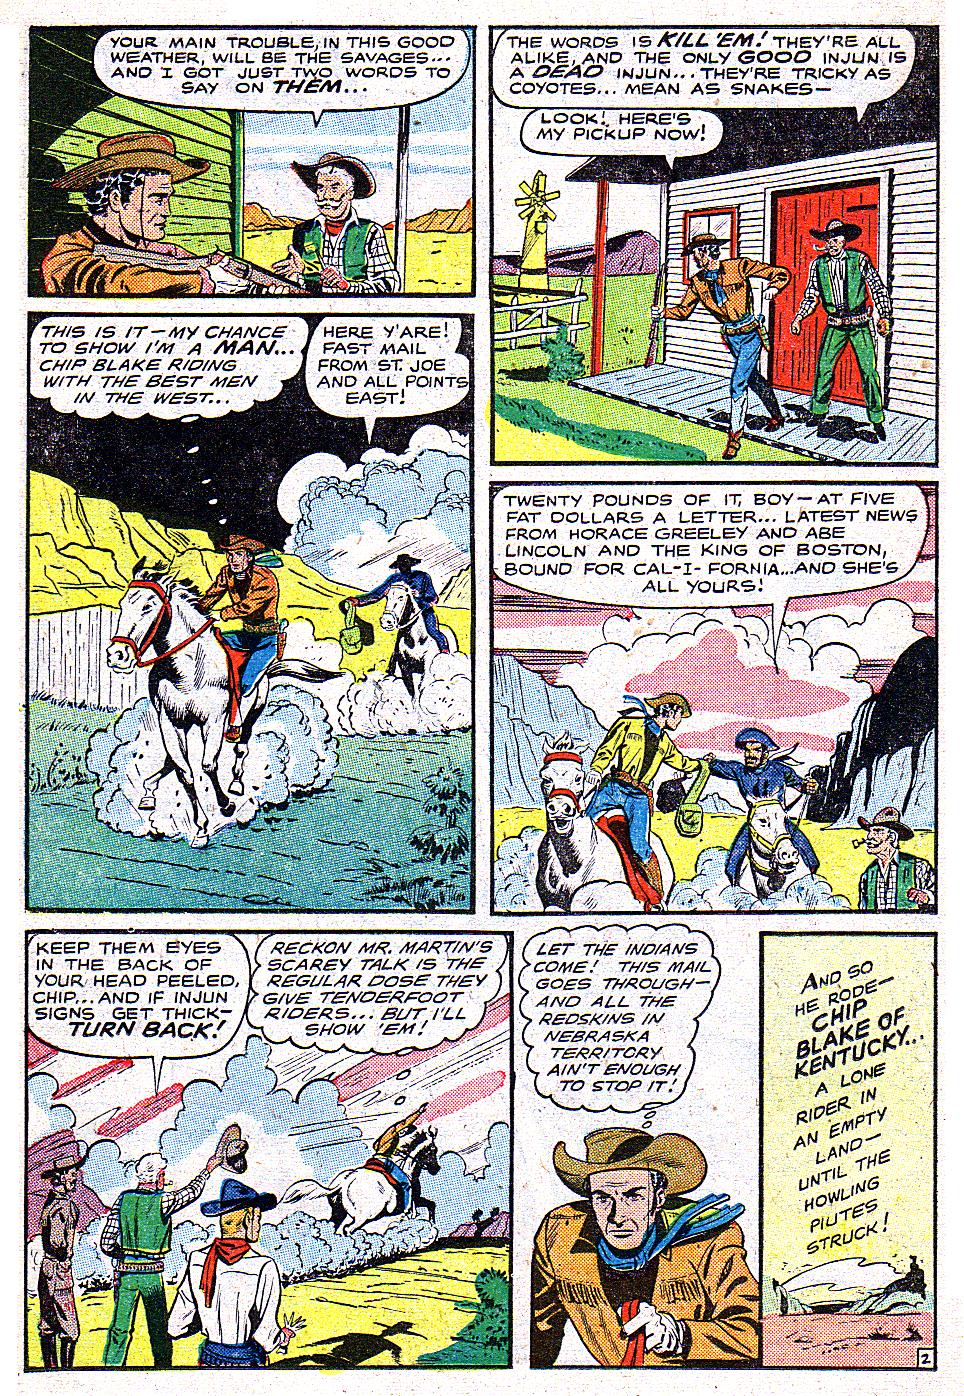 YOUR MAIN TROUBLE, IN THIS GOOD
WEATHER, WILL BE THE SAVAGES...
AND I GOT JUST TWO WORDS TO
SAY ON THEM...
THE WORDS IS KILL 'EM! THEY'RE ALL
ALIKE, AND THE ONLY GOOD INJUN IS
A DEAD INJUN... THEY'RE TRICKY AS
COYOTES... MEAN AS SNAKES—
LOOK! HERE'S
MY PICKUP NOW!
THIS IS IT—MY CHANCE
TO SHOW I'M A MAN...
CHIP BLAKE RIDING
WITH THE BEST MEN
IN THE WEST...
HERE Y'ARE!
FAST MAIL
FROM ST. JOE
AND ALL POINTS
EAST!
TWENTY POUNDS OF IT, BOY—AT FIVE
FAT DOLLARS A LETTER... LATEST NEWS
FROM HORACE GREELEY AND ABE
LINCOLN AND THE KING OF BOSTON,
BOUND FOR CAL-I-FORNIA...AND SHE'S
ALL YOURS!
KEEP THEM EYES
IN THE BACK OF
YOUR HEAD PEELED,
CHIP...AND IF INJUN
SIGNS GET THICK—
TURN BACK!
RECKON MR. MARTIN'S
SCAREY TALK IS THE
REGULAR DOSE THEY
GIVE TENDERFOOT
RIDERS... BUT I'LL
SHOW 'EM!
LET THE INDIANS
COME! THIS MAIL
GOES THROUGH—
AND ALL THE
REDSKINS IN
NEBRASKA
TERRITORY
AIN'T ENOUGH
TO STOP IT!
AND SO
HE RODE—
CHIP
BLAKE OF
KENTUCKY...
A LONE
RIDER IN
AN EMPTY
LAND—
UNTIL THE
HOWLING
PIUTES
STRUCK!
2